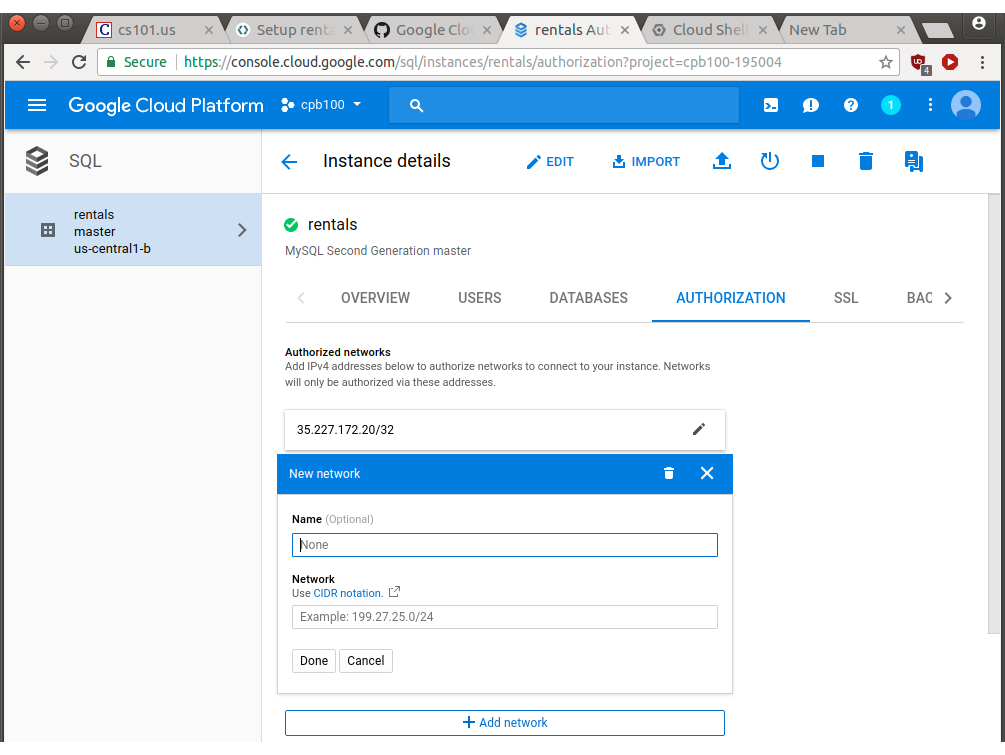 cs101.us
Setup renta
Google Clou
rentals Aut
Cloud Shell
New Tab
Secure
https://console.cloud.google.com/sql/instances/rentals/authorization?project=cpb100-195004
4
Google Cloud Platform
cpb100
1
SQL
Instance details
EDIT
IMPORT
rentals
master
us-central1-b
rentals
MySQL Second Generation master
OVERVIEW
USERS
DATABASES
AUTHORIZATION
SSL
BAC
Authorized networks
Add IPv4 addresses below to authorize networks to connect to your instance. Networks
will only be authorized via these addresses.
35.227.172.20/32
New network
Name (Optional)
None
Network
Use CIDR notation.
Example: 199.27.25.0/24
Done
Cancel
Add network